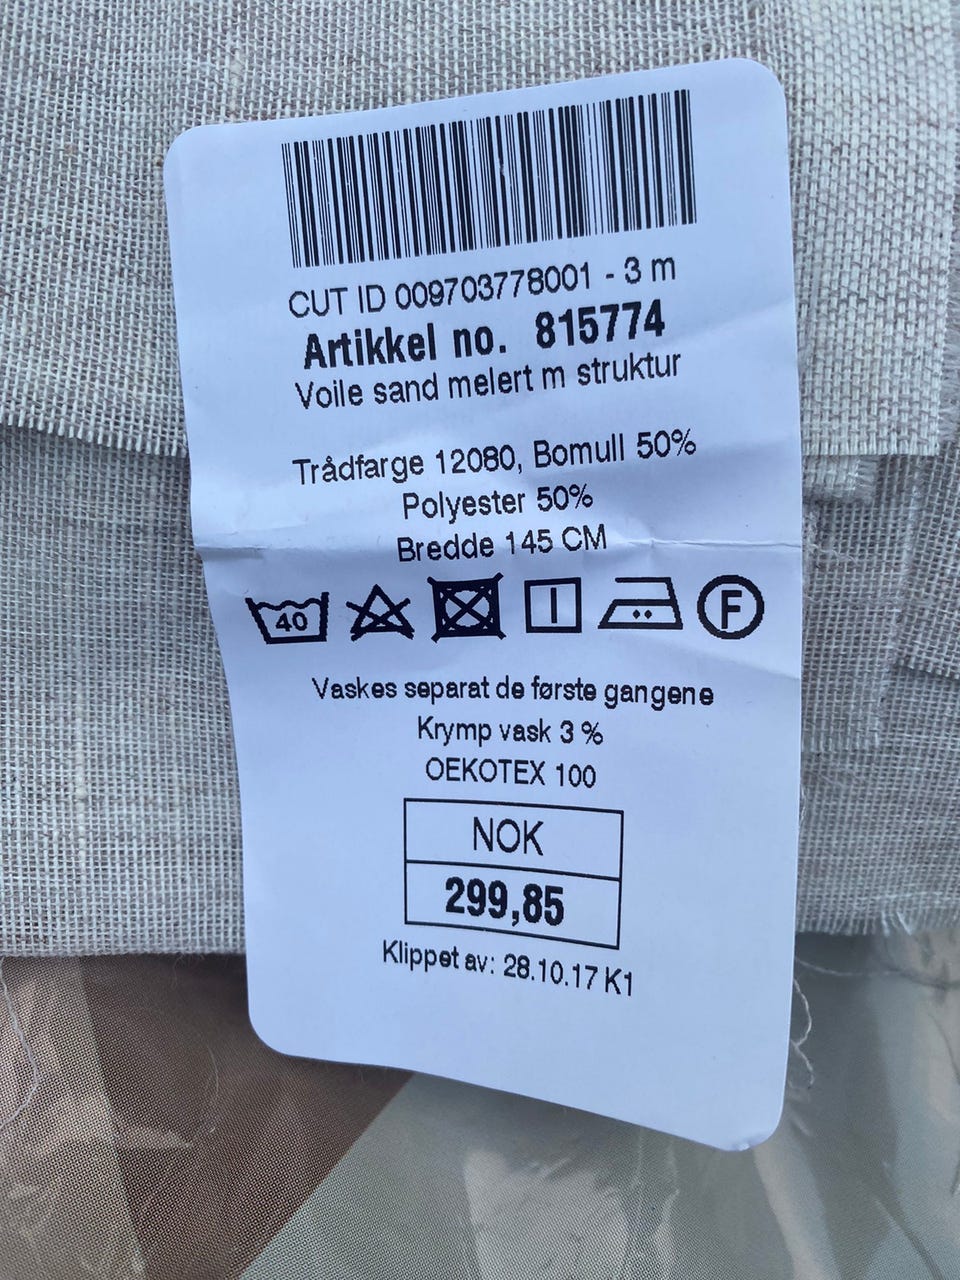 CUT ID 009703778001 - 3 m
Artikkel no. 815774
Voile sand melert m struktur
Trådfarge 12080, Bomull 50%
Polyester 50%
Bredde 145 CM
40 F
Vaskes separat de første gangene
Krymp vask 3 %
OEKOTEX 100
NOK
299,85
Klippet av: 28.10.17 K1